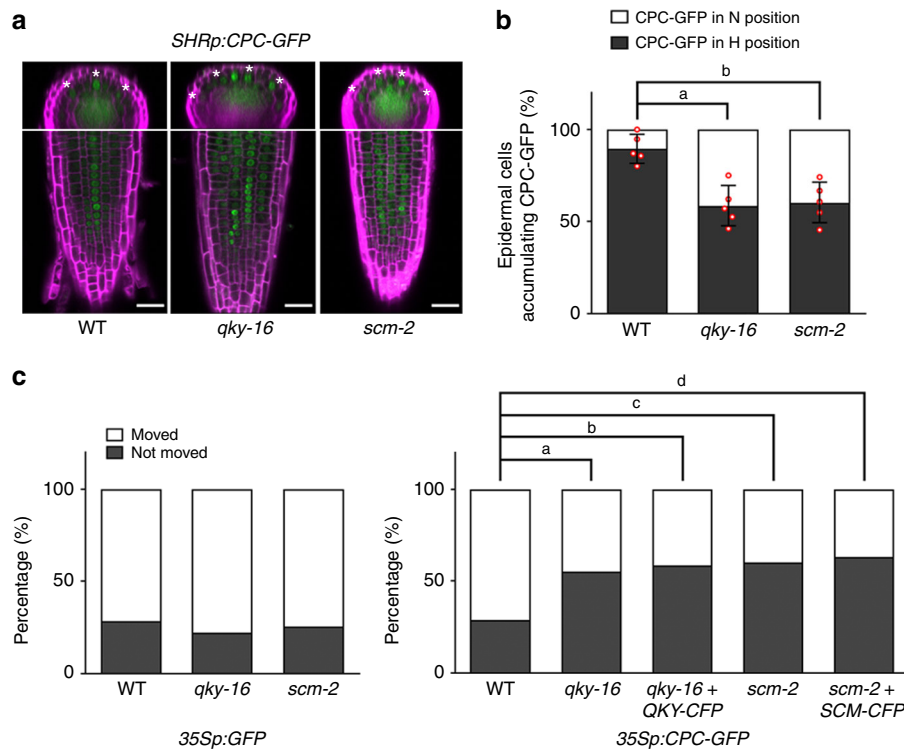 a
SHRp:CPC-GFP
* * * * * * * * * * *
WT qky-16 scm-2
b
CPC-GFP in N position
CPC-GFP in H position
b
a
Epidermal cells
accumulating CPC-GFP (%)
100
50
0
WT qky-16 scm-2
c
Moved
Not moved
Percentage (%)
100
50
0
WT qky-16 scm-2
35Sp:GFP
d
c
b
a
Percentage (%)
100
50
0
WT qky-16 qky-16 + scm-2 scm-2 +
QKY-CFP SCM-CFP
35Sp:CPC-GFP